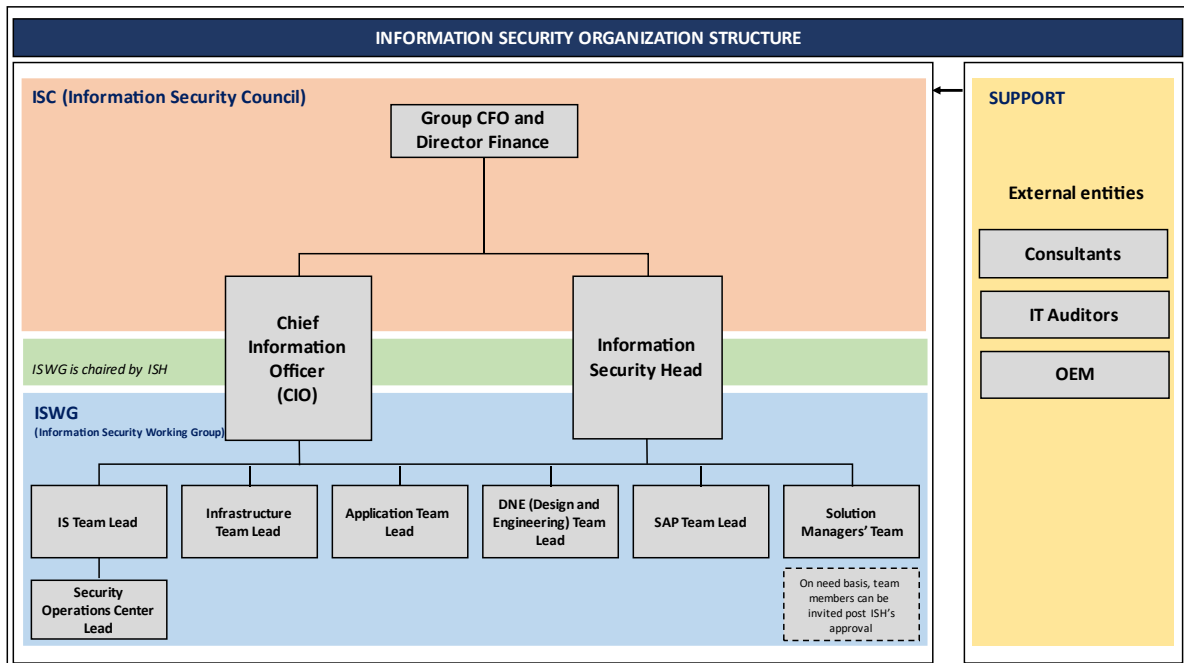 INFORMATION SECURITY ORGANIZATION STRUCTURE
ISC (Information Security Council)
Group CFO and
Director Finance
Chief
Information
Officer
(CIO)
Information
Security Head
ISWG is chaired by ISH
ISWG
(Information Security Working Group)
IS Team Lead
Infrastructure
Team Lead
Application Team
Lead
DNE (Design and
Engineering) Team
Lead
SAP Team Lead
Solution
Managers' Team
Security
Operations Center
Lead
On need basis, team
members can be
invited post ISH's
approval
SUPPORT
External entities
Consultants
IT Auditors
OEM